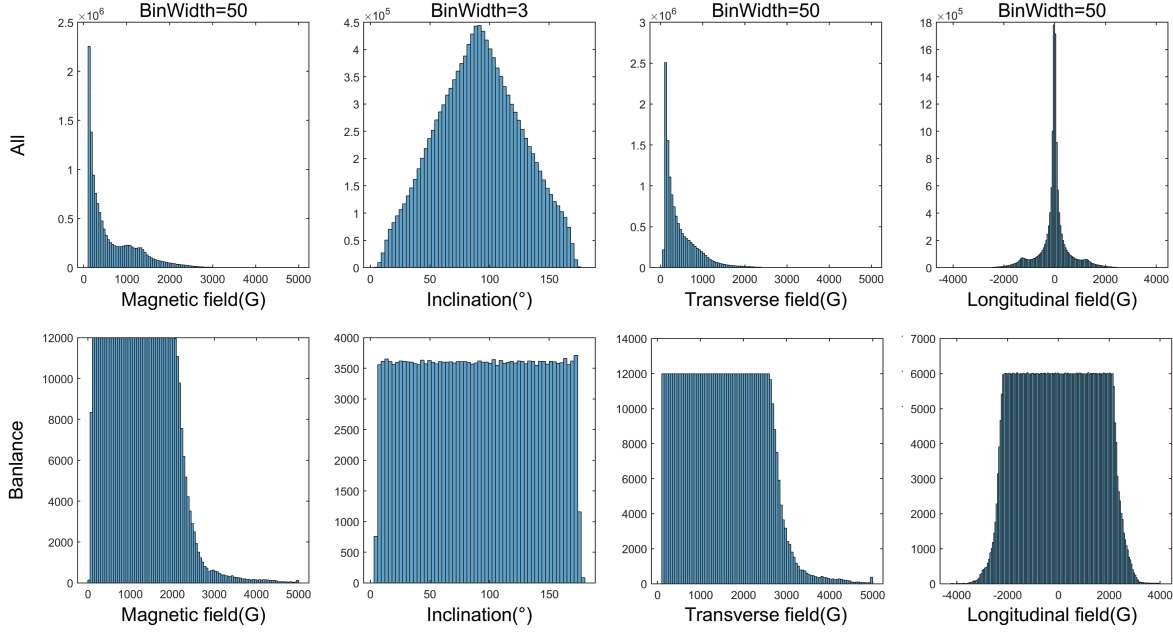 BinWidth=50 BinWidth=3 BinWidth=50 BinWidth=50
×10⁶ ×10⁵ ×10⁶ ×10⁵
All
2.5 2 1.5 1 0.5 0
4.5 4 3.5 3 2.5 2 1.5 1 0.5 0
3 2.5 2 1.5 1 0.5 0
18 16 14 12 10 8 6 4 2 0
0 1000 2000 3000 4000 5000
0 50 100 150
0 1000 2000 3000 4000 5000
-4000 -2000 0 2000 4000
Magnetic field(G) Inclination(°) Transverse field(G) Longitudinal field(G)
Banlance
12000 10000 8000 6000 4000 2000 0
4000 3500 3000 2500 2000 1500 1000 500 0
14000 12000 10000 8000 6000 4000 2000 0
7000 6000 5000 4000 3000 2000 1000 0
0 1000 2000 3000 4000 5000
0 50 100 150
0 1000 2000 3000 4000 5000
-4000 -2000 0 2000 4000
Magnetic field(G) Inclination(°) Transverse field(G) Longitudinal field(G)